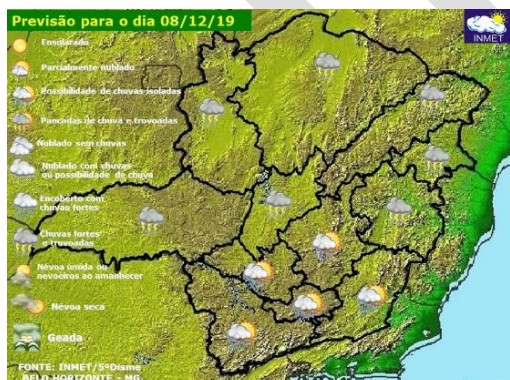 Previsão para o dia 08/12/19
INMET
Ensolarado
Parcialmente nublado
Possibilidade de chuvas isoladas
Pancadas de chuva e trovoadas
Nublado sem chuvas
Nublado com chuvas
ou possibilidade de chuva
Encoberto com
chuvas fortes
Chuvas fortes
e trovoadas
Névoa úmida ou
nevoeiros ao amanhecer
Névoa seca
Geada
FONTE: INMET/5ºDisme
BELO HORIZONTE - MG